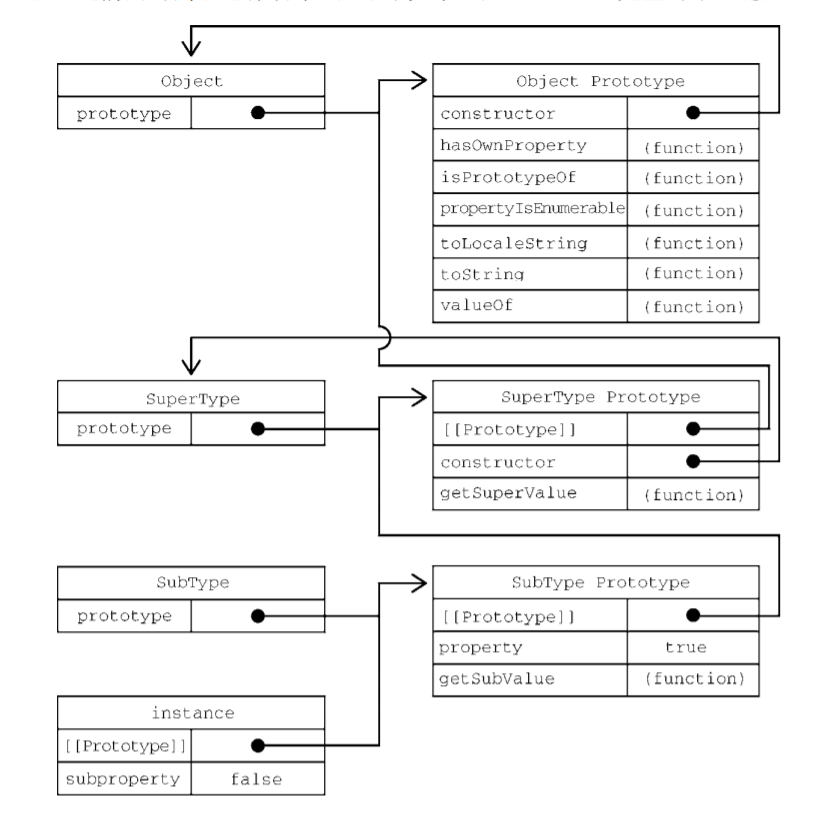 Object
prototype
Object Prototype
constructor
hasOwnProperty (function)
isPrototypeOf (function)
propertyIsEnumerable (function)
toLocaleString (function)
toString (function)
valueOf (function)
SuperType
prototype
SuperType Prototype
[[Prototype]]
constructor
getSuperValue (function)
SubType
prototype
SubType Prototype
[[Prototype]]
property true
getSubValue (function)
instance
[[Prototype]]
subproperty false